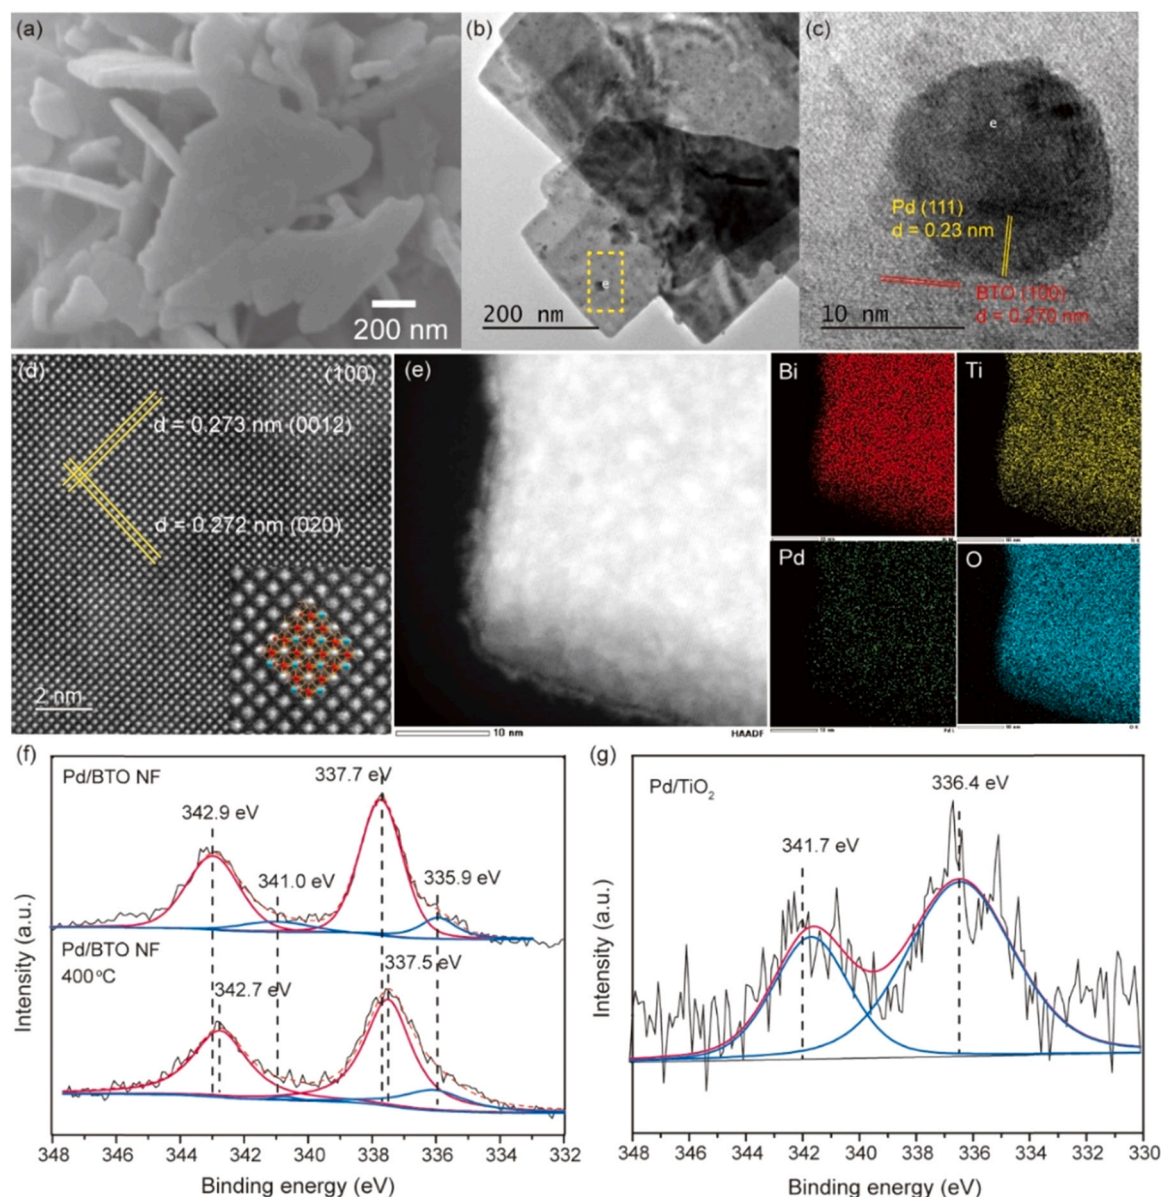 (a)
200 nm
(b)
e
200 nm
(c)
e
Pd (111)
d = 0.23 nm
BTO (100)
d = 0.270 nm
10 nm
(d)
(100)
d = 0.273 nm (0012)
d = 0.272 nm (020)
2 nm
(e)
10 nm
HAADF
Bi
Ti
Pd
O
(f)
Pd/BTO NF
337.7 eV
342.9 eV
341.0 eV
335.9 eV
Pd/BTO NF
400 °C
337.5 eV
342.7 eV
Intensity (a.u.)
348 346 344 342 340 338 336 334 332
Binding energy (eV)
(g)
Pd/TiO₂
336.4 eV
341.7 eV
Intensity (a.u.)
348 346 344 342 340 338 336 334 332 330
Binding energy (eV)